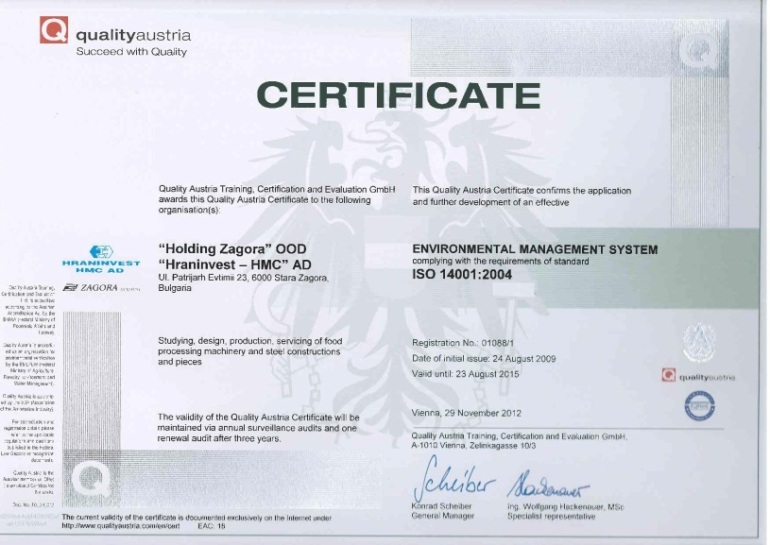 qualityaustria
Succeed with Quality
CERTIFICATE
Quality Austria Training, Certification and Evaluation GmbH
awards this Quality Austria Certificate to the following
organisation(s):
This Quality Austria Certificate confirms the application
and further development of an effective
"Holding Zagora" OOD
"Hraninvest – HMC" AD
Ul. Patrijarh Evtimii 23, 6000 Stara Zagora,
Bulgaria
ENVIRONMENTAL MANAGEMENT SYSTEM
complying with the requirements of standard
ISO 14001:2004
HRANINVEST
HMC AD
ZAGORA
Studying, design, production, servicing of food
processing machinery and steel constructions
and pieces
Registration No.: 01088/1
Date of initial issue: 24 August 2009
Valid until: 23 August 2015
qualityaustria
The validity of the Quality Austria Certificate will be
maintained via annual surveillance audits and one
renewal audit after three years.
Vienna, 29 November 2012
Quality Austria Training, Certification and Evaluation GmbH,
A-1010 Vienna, Zelinkagasse 10/3
Konrad Scheiber
General Manager
Ing. Wolfgang Hackenauer, MSc
Specialist representative
The current validity of the certificate is documented exclusively on the Internet under
http://www.qualityaustria.com/en/cert EAC: 18